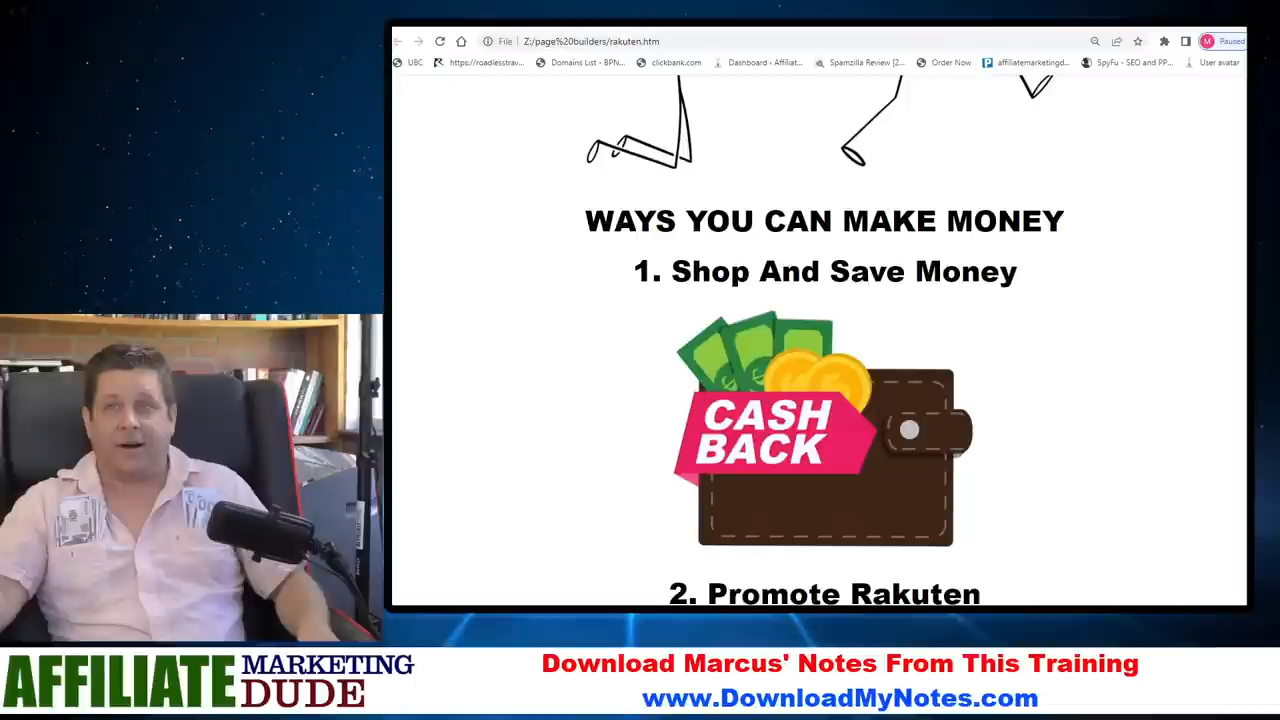 File
Z:/page%20builders/rakuten.htm
M
Paused
UBC
https://roadlesstrav...
Domains List - BPN...
clickbank.com
Dashboard ‹ Affiliat...
Spamzilla Review [2...
Order Now
affiliatemarketingd...
SpyFu - SEO and PP...
User avatar
WAYS YOU CAN MAKE MONEY
1. Shop And Save Money
CASH
BACK
2. Promote Rakuten
AFFILIATE MARKETING
DUDE
Download Marcus' Notes From This Training
www.DownloadMyNotes.com